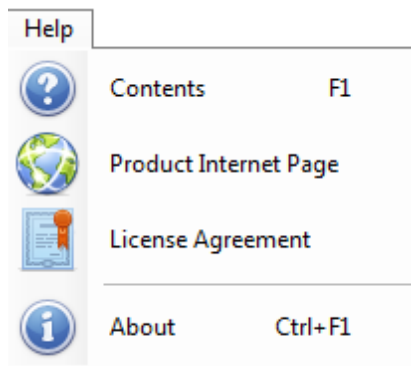 Help
Contents F1
Product Internet Page
License Agreement
About Ctrl+F1